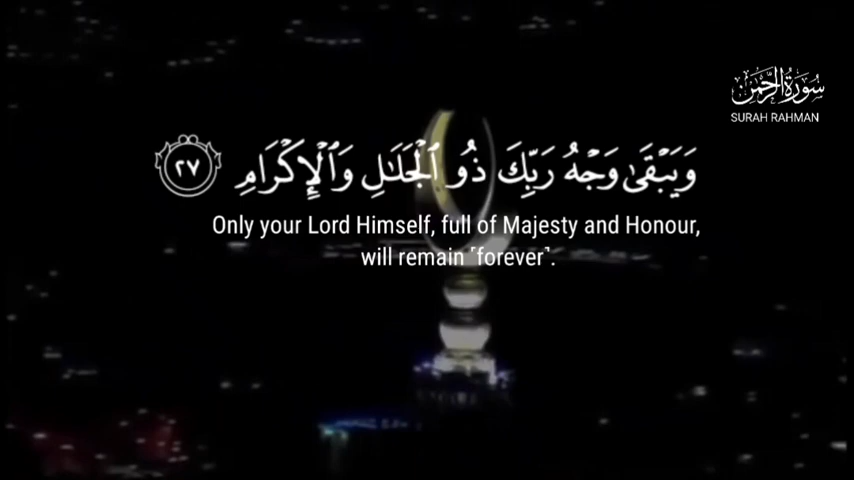 سُورَةُ الرَّحْمَٰن
SURAH RAHMAN
وَيَبْقَىٰ وَجْهُ رَبِّكَ ذُو ٱلْجَلَـٰلِ وَٱلْإِكْرَامِ ٢٧
Only your Lord Himself, full of Majesty and Honour,
will remain ˹forever˺.